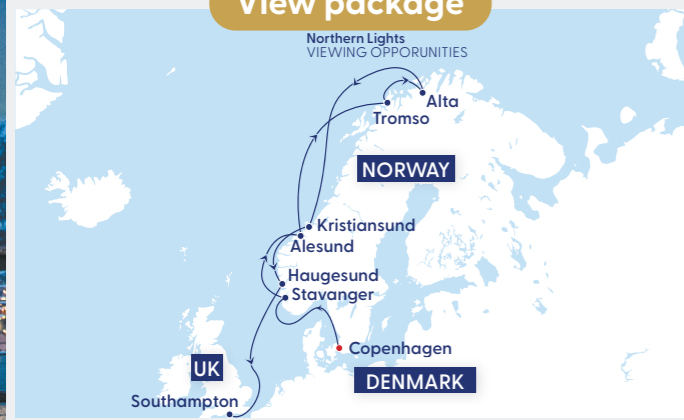 View package
Northern Lights
VIEWING OPPORUNITIES
Alta
Tromso
NORWAY
Kristiansund
Alesund
Haugesund
Stavanger
Copenhagen
UK
DENMARK
Southampton